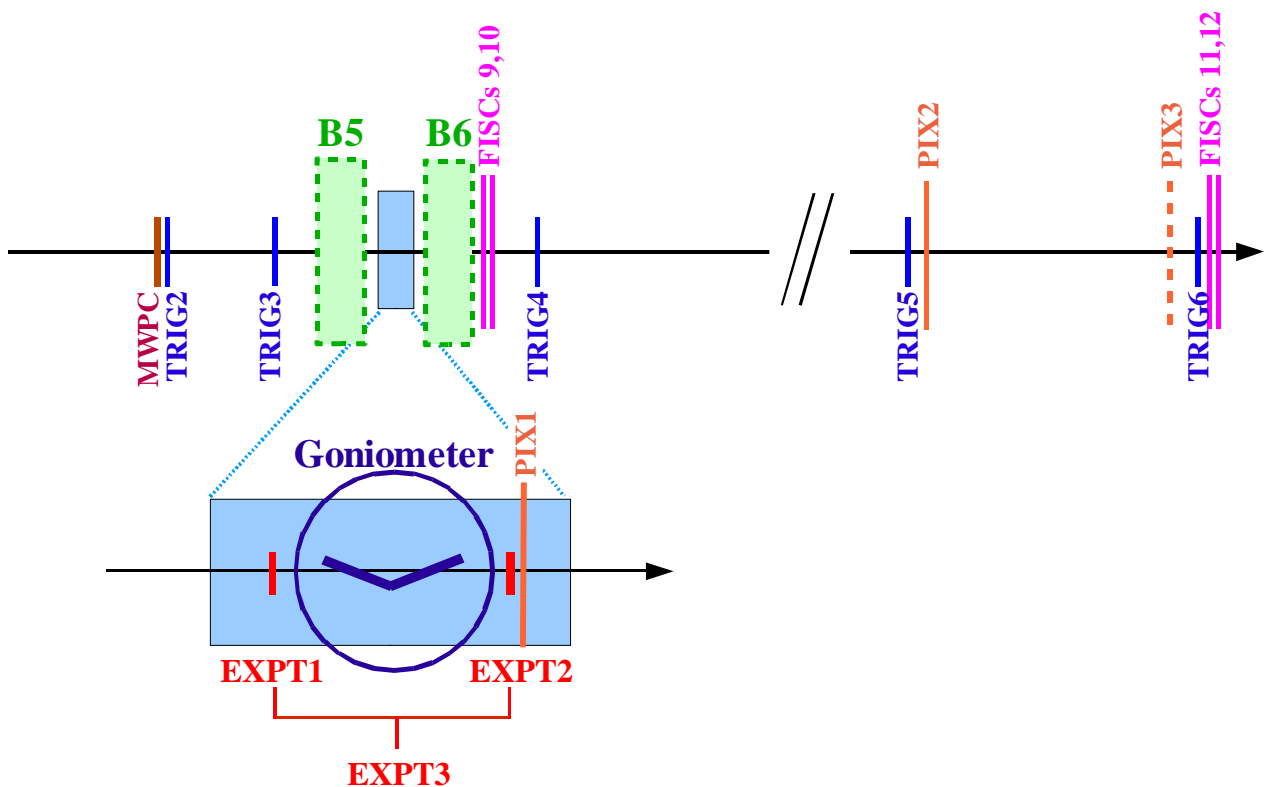 B5
B6
FISCs 9,10
PIX2
PIX3
FISCs 11,12
MWPC
TRIG2
TRIG3
TRIG4
TRIG5
TRIG6
Goniometer
PIX1
EXPT1
EXPT2
EXPT3